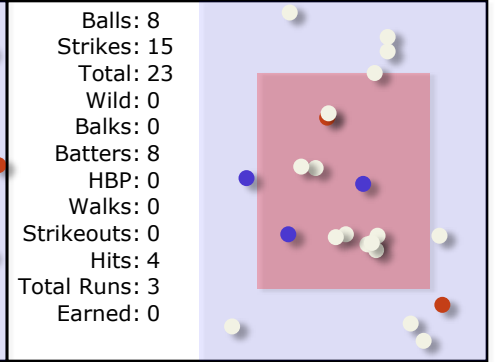 Balls: 8
Strikes: 15
Total: 23
Wild: 0
Balks: 0
Batters: 8
HBP: 0
Walks: 0
Strikeouts: 0
Hits: 4
Total Runs: 3
Earned: 0